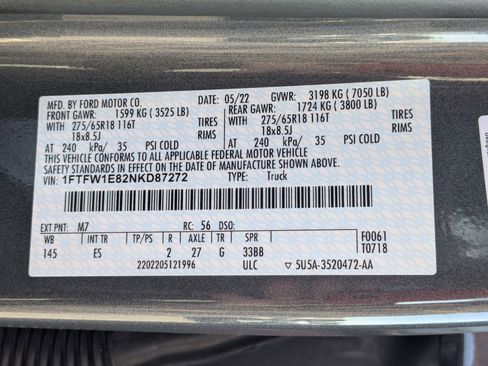 MFD. BY FORD MOTOR CO.
05/22 GVWR: 3198 KG (7050 LB)
FRONT GAWR: 1599 KG (3525 LB) REAR GAWR: 1724 KG (3800 LB)
WITH 275/65R18 116T TIRES WITH 275/65R18 116T TIRES
18x8.5J RIMS 18x8.5J RIMS
AT 240 kPa/ 35 PSI COLD AT 240 kPa/ 35 PSI COLD
THIS VEHICLE CONFORMS TO ALL APPLICABLE FEDERAL MOTOR VEHICLE
SAFETY STANDARDS IN EFFECT ON THE DATE OF MANUFACTURE SHOWN ABOVE.
VIN: 1FTFW1E82NKD87272 TYPE: Truck
EXT PNT: M7 RC: 56 DSO:
WB INT TR TP/PS R AXLE TR SPR F0061
145 ES 2 27 G 33BB T0718
2202205121996 ULC 5U5A-3520472-AA